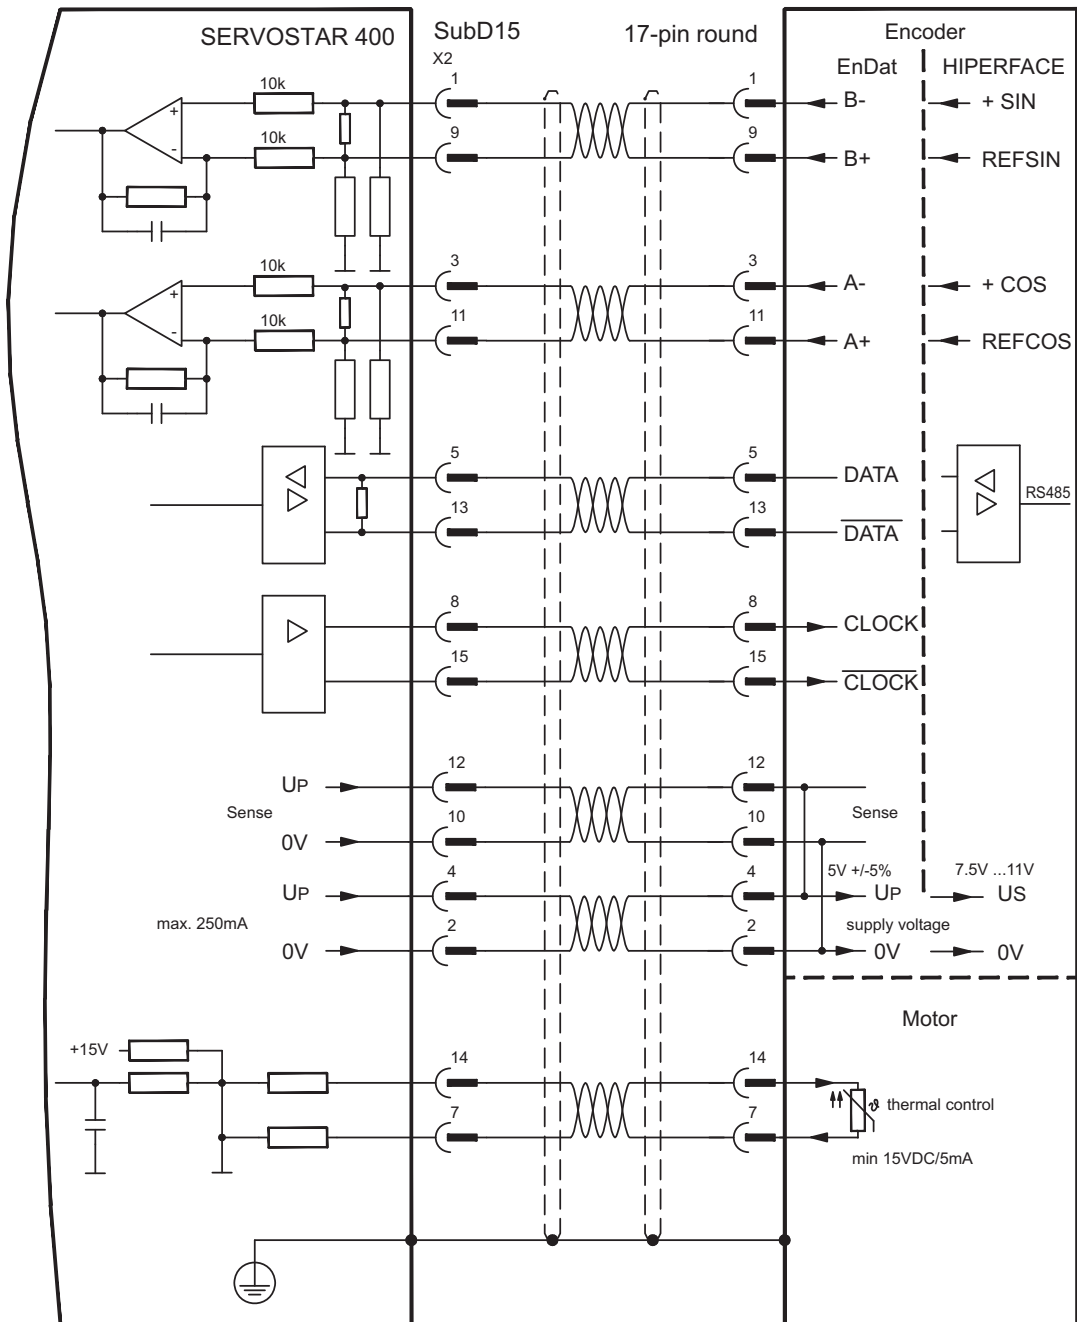 SERVOSTAR 400 SubD15 17-pin round Encoder
X2 EnDat HIPERFACE
10k 1 1 B- + SIN
+
-
10k 9 9 B+ REFSIN
10k 3 3 A- + COS
+
-
10k 11 11 A+ REFCOS
5 5 DATA
RS485
13 13 DATA
8 8 CLOCK
15 15 CLOCK
UP 12 12
Sense Sense
0V 10 10
5V +/-5% 7.5V ...11V
UP 4 4 UP US
max. 250mA supply voltage
0V 2 2 0V 0V
Motor
+15V
14 14
ϑ thermal control
7 7
min 15VDC/5mA